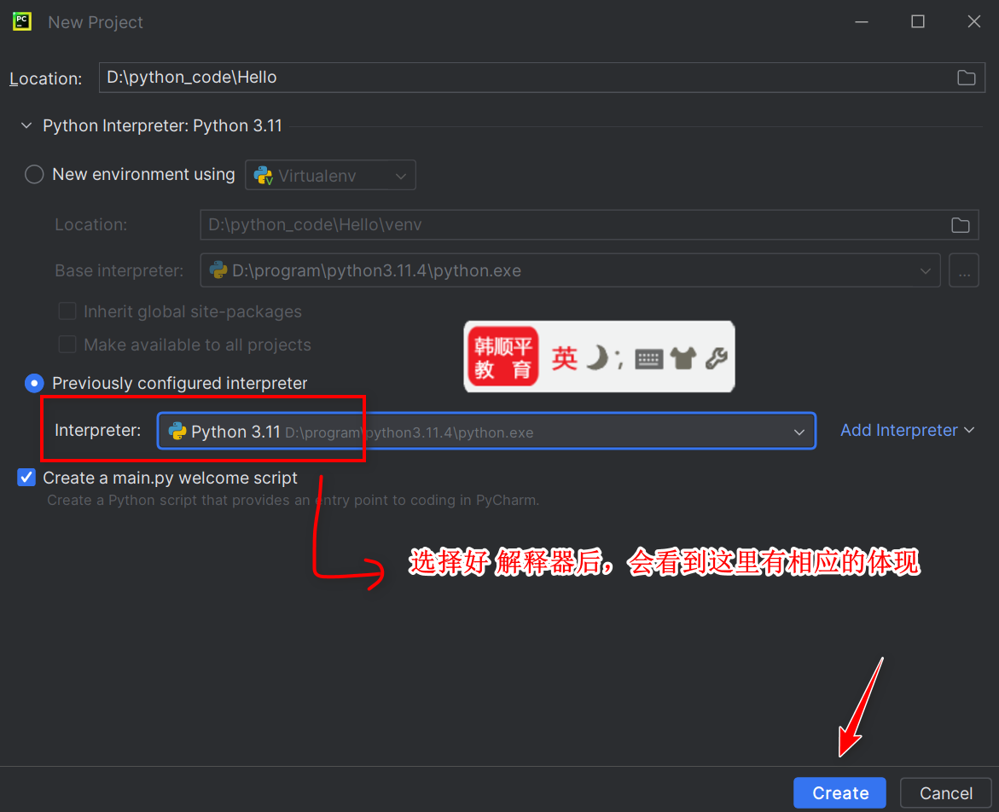 New Project
Location: D:\python_code\Hello
Python Interpreter: Python 3.11
New environment using Virtualenv
Location: D:\python_code\Hello\venv
Base interpreter: D:\program\python3.11.4\python.exe ...
Inherit global site-packages
Make available to all projects
韩顺平
教 育
英 ;
Previously configured interpreter
Interpreter: Python 3.11 D:\program\python3.11.4\python.exe Add Interpreter
Create a main.py welcome script
Create a Python script that provides an entry point to coding in PyCharm.
选择好 解释器后，会看到这里有相应的体现
Create Cancel